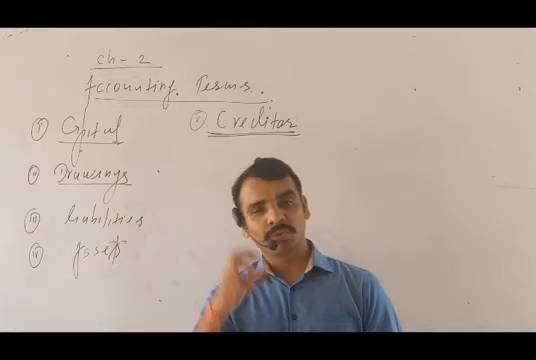 Ch-2
Accounting Terms.
(i) Capital
(ii) Drawings
(iii) Liabilities
(iv) Assets
(v) Creditor